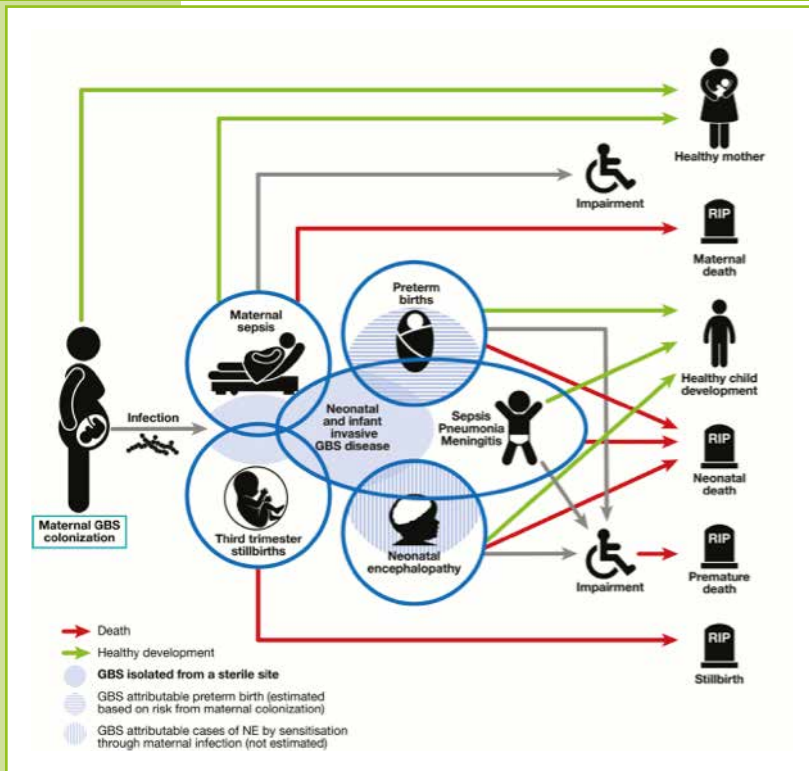 Healthy mother
Impairment
RIP
Maternal
death
Preterm
births
Maternal
sepsis
Healthy child
development
Infection
Neonatal
and infant
invasive
GBS disease
Sepsis
Pneumonia
Meningitis
RIP
Neonatal
death
Maternal GBS
colonization
Third trimester
stillbirths
Neonatal
encephalopathy
Impairment
RIP
Premature
death
RIP
Stillbirth
Death
Healthy development
GBS isolated from a sterile site
GBS attributable preterm birth (estimated
based on risk from maternal colonization)
GBS attributable cases of NE by sensitisation
through maternal infection (not estimated)